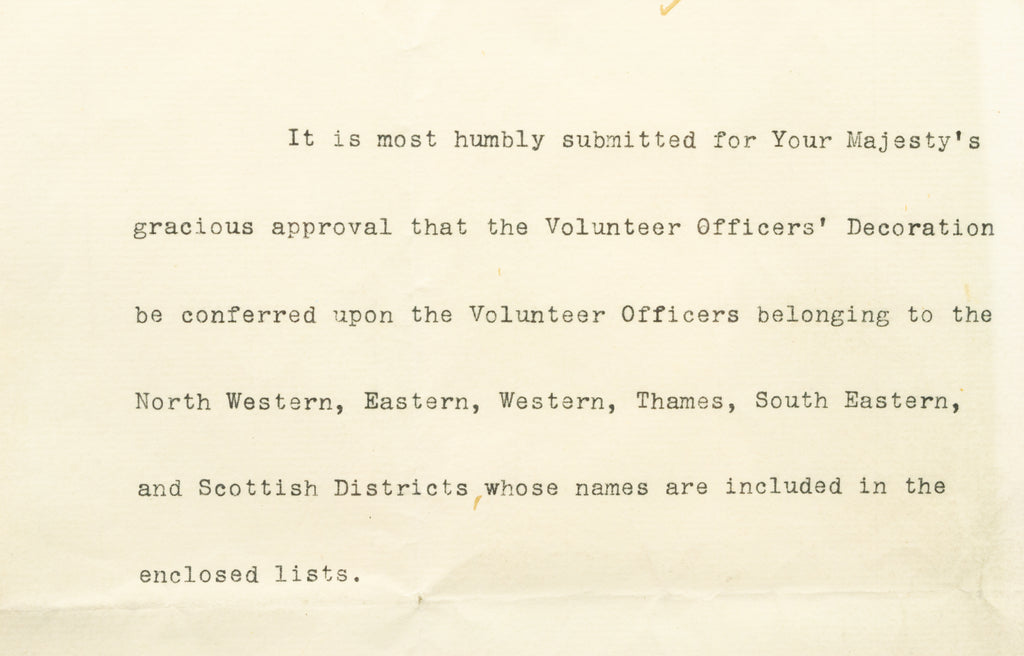 It is most humbly submitted for Your Majesty's
gracious approval that the Volunteer Officers' Decoration
be conferred upon the Volunteer Officers belonging to the
North Western, Eastern, Western, Thames, South Eastern,
and Scottish Districts whose names are included in the
enclosed lists.